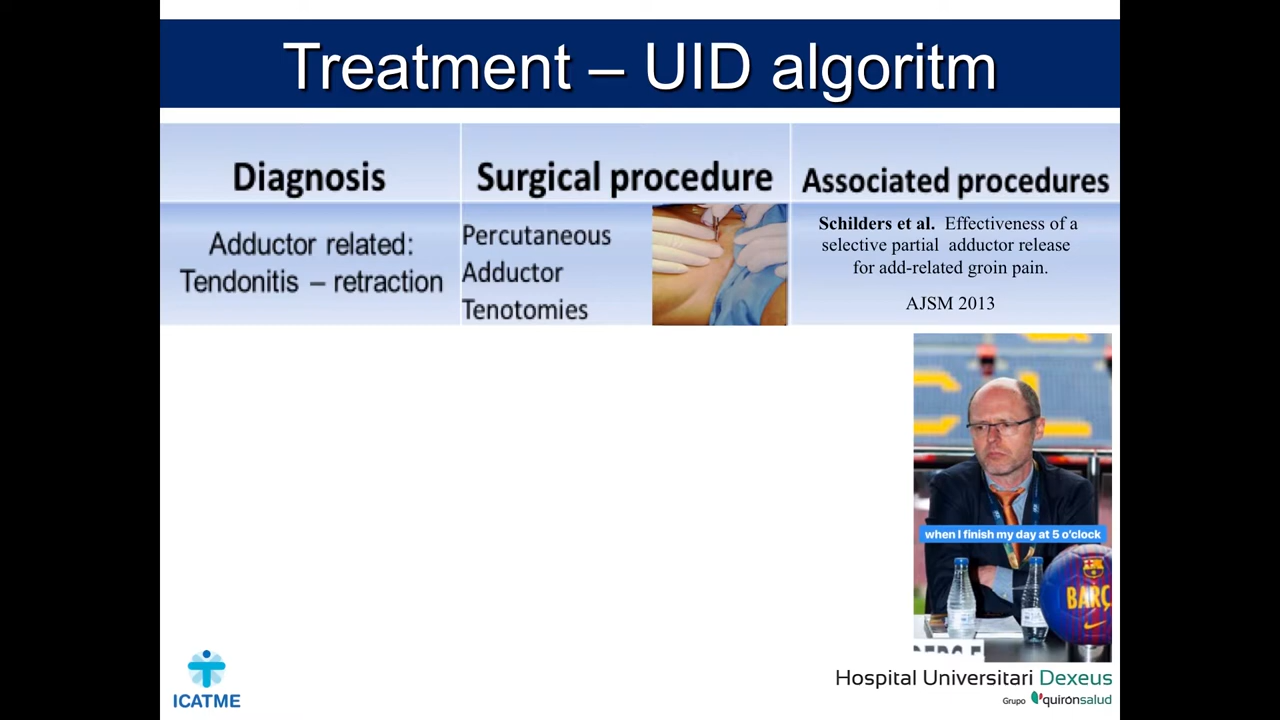 Treatment – UID algoritm
Diagnosis
Surgical procedure
Associated procedures
Adductor related:
Tendonitis – retraction
Percutaneous
Adductor
Tenotomies
Schilders et al. Effectiveness of a
selective partial adductor release
for add-related groin pain.
AJSM 2013
when I finish my day at 5 o'clock
BARÇ
ICATME
Hospital Universitari Dexeus
Grupo quirónsalud